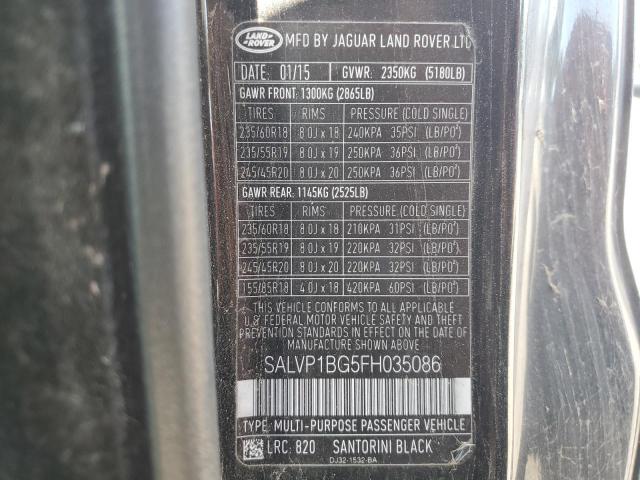 LAND ROVER MFD BY JAGUAR LAND ROVER LTD
DATE: 01/15 GVWR: 2350KG (5180LB)
GAWR FRONT: 1300KG (2865LB)
TIRES RIMS PRESSURE (COLD SINGLE)
235/60R18 8.0J x 18 240KPA 35PSI (LB/PO²)
235/55R19 8.0J x 19 250KPA 36PSI (LB/PO²)
245/45R20 8.0J x 20 250KPA 36PSI (LB/PO²)
GAWR REAR: 1145KG (2525LB)
TIRES RIMS PRESSURE (COLD SINGLE)
235/60R18 8.0J x 18 210KPA 31PSI (LB/PO²)
235/55R19 8.0J x 19 220KPA 32PSI (LB/PO²)
245/45R20 8.0J x 20 220KPA 32PSI (LB/PO²)
155/85R18 4.0J x 18 420KPA 60PSI (LB/PO²)
THIS VEHICLE CONFORMS TO ALL APPLICABLE
U.S. FEDERAL MOTOR VEHICLE SAFETY AND THEFT
PREVENTION STANDARDS IN EFFECT ON THE DATE OF
MANUFACTURE SHOWN ABOVE.
SALVP1BG5FH035086
TYPE: MULTI-PURPOSE PASSENGER VEHICLE
LRC: 820 SANTORINI BLACK
DJ32-1532-BA